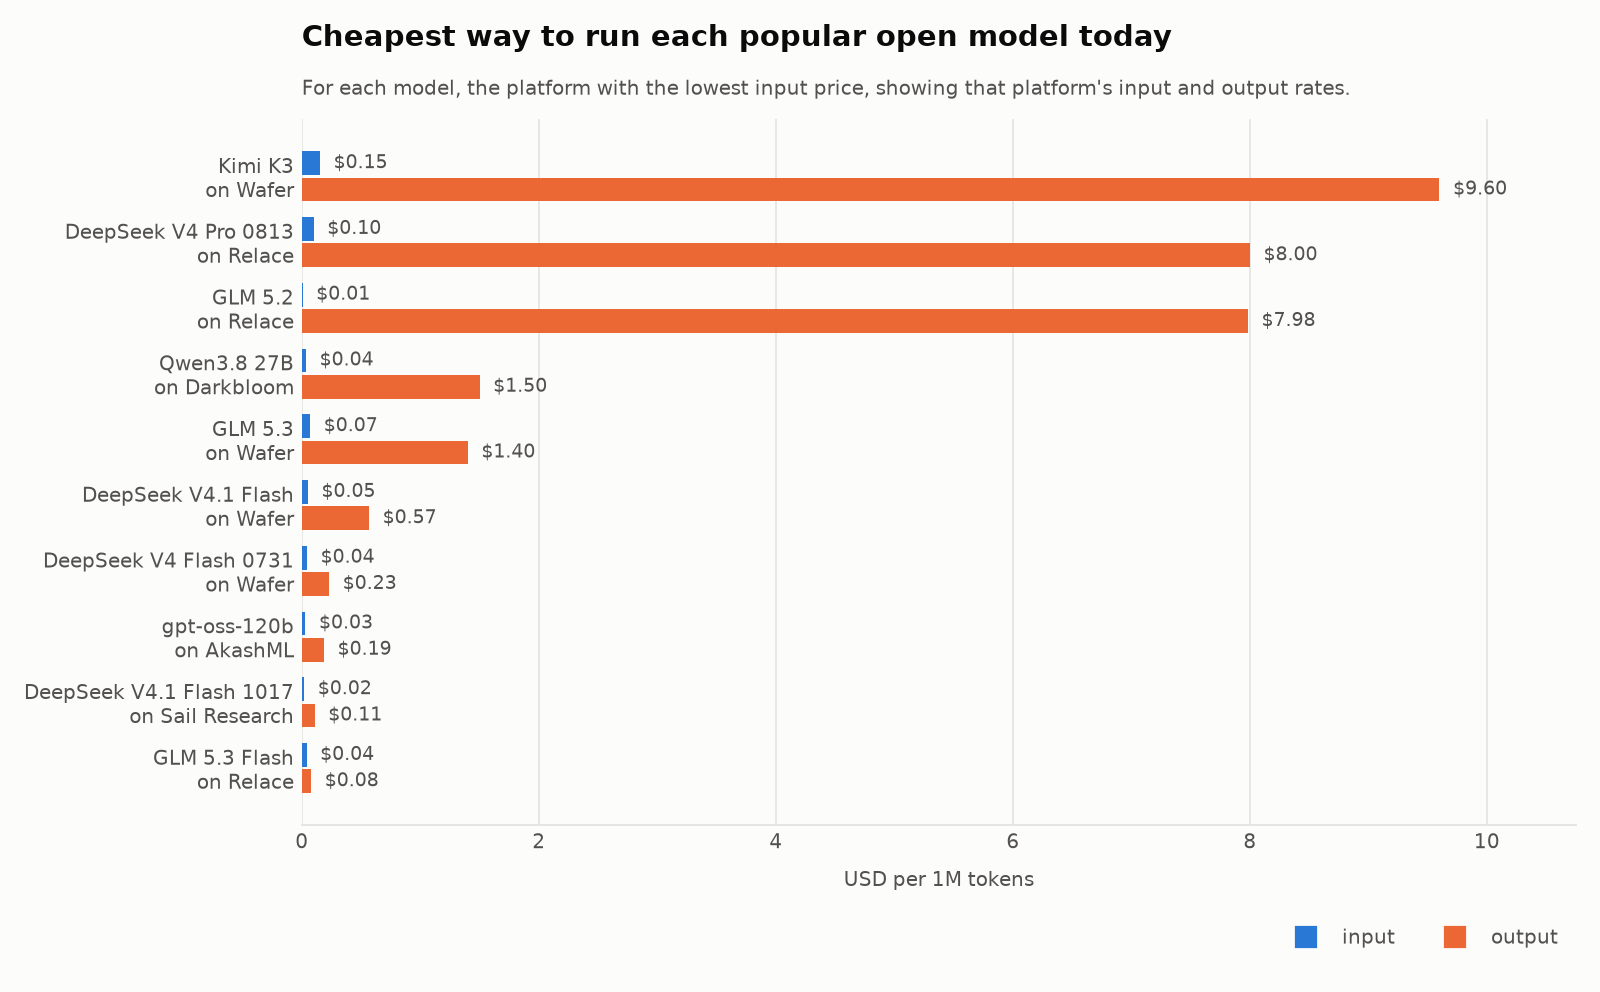 Cheapest way to run each popular open model today
For each model, the platform with the lowest input price, showing that platform's input and output rates.
Kimi K3
on Wafer
$0.15
$9.60
DeepSeek V4 Pro 0813
on Relace
$0.10
$8.00
GLM 5.2
on Relace
$0.01
$7.98
Qwen3.8 27B
on Darkbloom
$0.04
$1.50
GLM 5.3
on Wafer
$0.07
$1.40
DeepSeek V4.1 Flash
on Wafer
$0.05
$0.57
DeepSeek V4 Flash 0731
on Wafer
$0.04
$0.23
gpt-oss-120b
on AkashML
$0.03
$0.19
DeepSeek V4.1 Flash 1017
on Sail Research
$0.02
$0.11
GLM 5.3 Flash
on Relace
$0.04
$0.08
0 2 4 6 8 10
USD per 1M tokens
input output